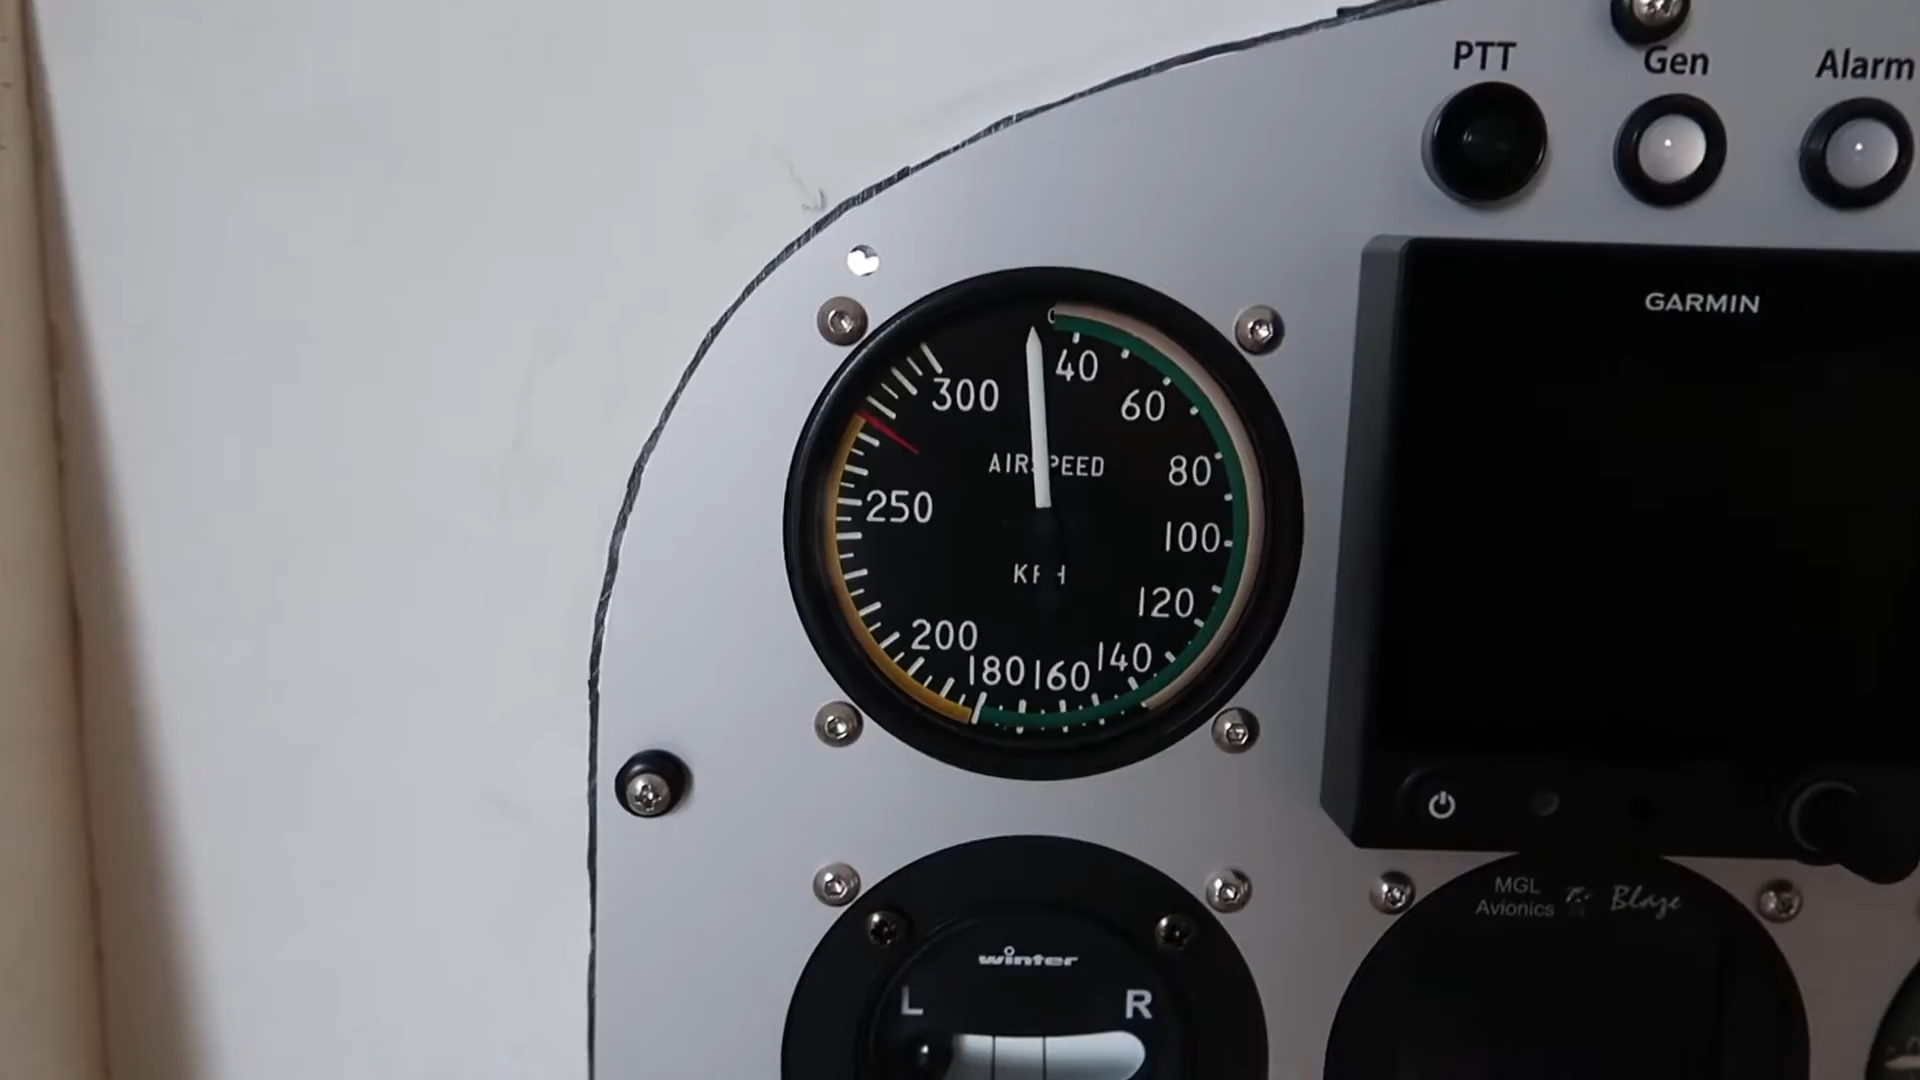 PTT
Gen
Alarm
GARMIN
0
40
60
80
100
120
140
160
180
200
250
300
AIRSPEED
KPH
MGL
Avionics
Blaze
winter
L
R